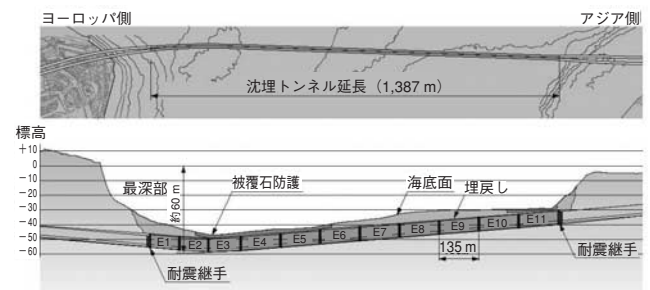 ヨーロッパ側
アジア側
沈埋トンネル延長(1,387 m)
標高
+10
0
-10
-20
-30
-40
-50
-60
最深部
約60 m
被覆石防護
海底面
埋戻し
E1
E2
E3
E4
E5
E6
E7
E8
E9
E10
E11
135 m
耐震継手
耐震継手